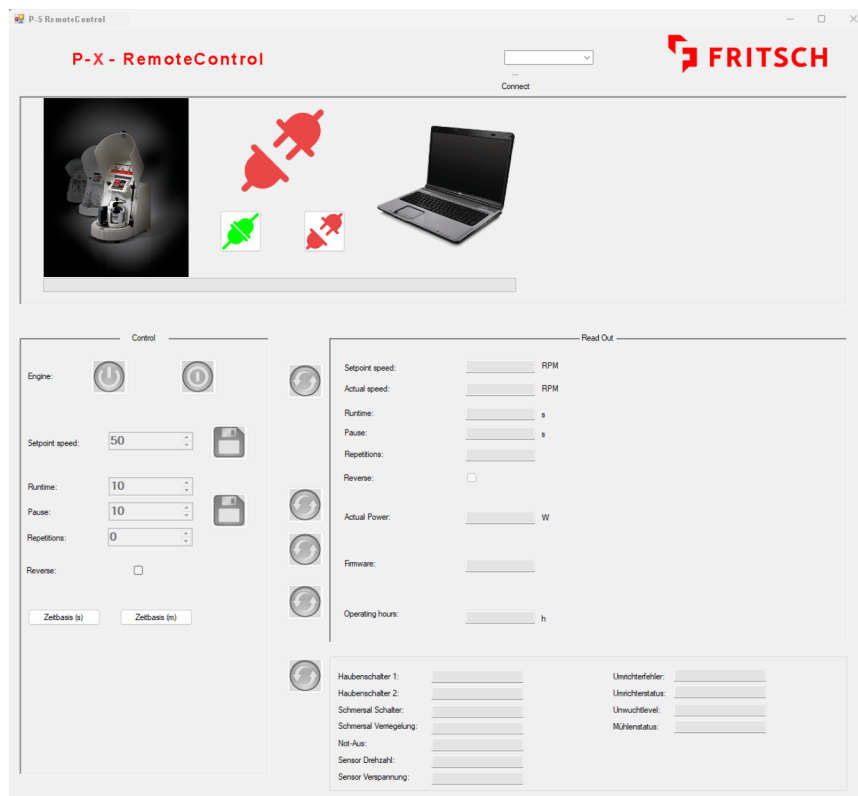 P-5 RemoteControl
P-X - RemoteControl
FRITSCH
...
Connect
Control
Engine:
Setpoint speed:
50
Runtime:
10
Pause:
10
Repetitions:
0
Reverse:
Zeitbasis (s)
Zeitbasis (m)
Read Out
Setpoint speed:
RPM
Actual speed:
RPM
Runtime:
s
Pause:
s
Repetitions:
Reverse:
Actual Power:
W
Firmware:
Operating hours:
h
Haubenschalter 1:
Haubenschalter 2:
Schmersal Schalter:
Schmersal Verriegelung:
Not-Aus:
Sensor Drehzahl:
Sensor Verspannung:
Umrichterfehler:
Umrichterstatus:
Unwuchtlevel:
Mühlenstatus: